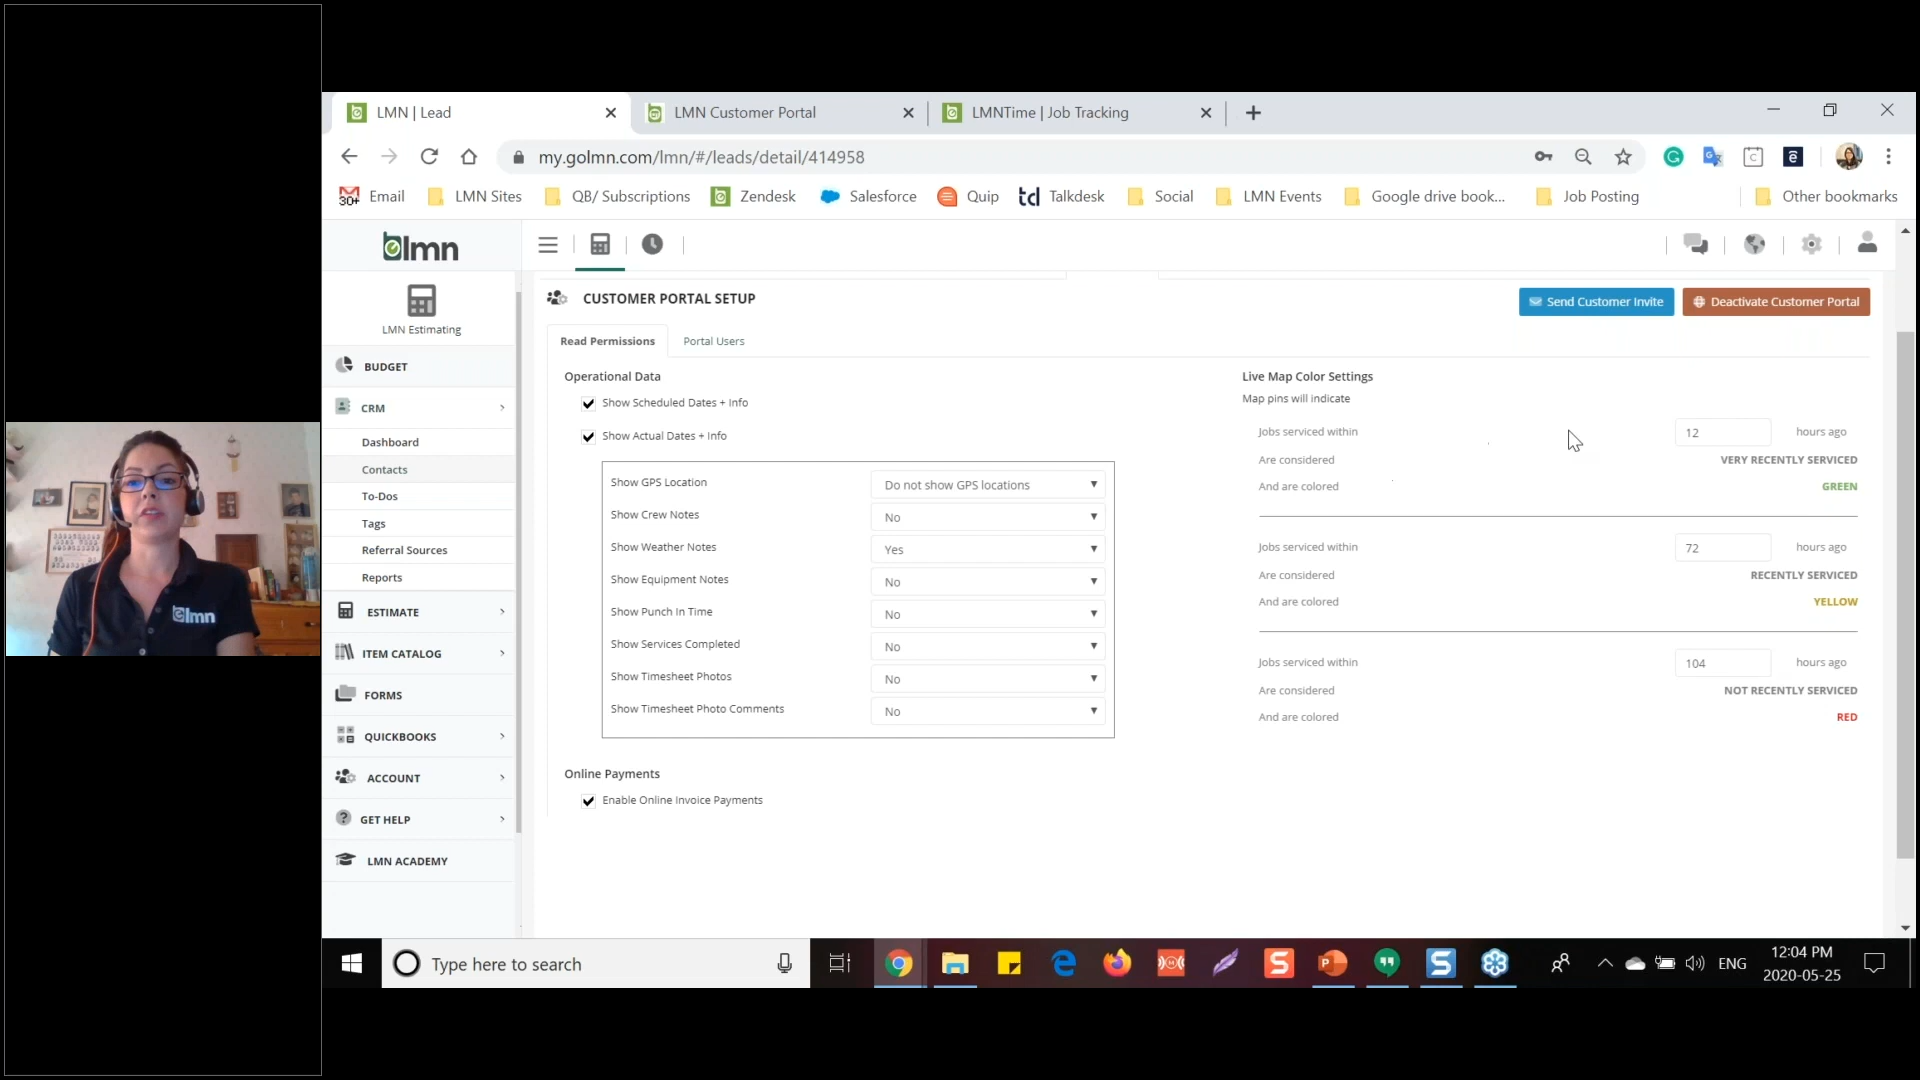 LMN | Lead
LMN Customer Portal
LMNTime | Job Tracking
my.golmn.com/lmn/#/leads/detail/414958
30+
Email
LMN Sites
QB/ Subscriptions
Zendesk
Salesforce
Quip
td Talkdesk
Social
LMN Events
Google drive book...
Job Posting
Other bookmarks
lmn
LMN Estimating
BUDGET
CRM
Dashboard
Contacts
To-Dos
Tags
Referral Sources
Reports
ESTIMATE
ITEM CATALOG
FORMS
QUICKBOOKS
ACCOUNT
GET HELP
LMN ACADEMY
CUSTOMER PORTAL SETUP
Send Customer Invite
Deactivate Customer Portal
Read Permissions
Portal Users
Operational Data
Show Scheduled Dates + Info
Show Actual Dates + Info
Show GPS Location Do not show GPS locations
Show Crew Notes No
Show Weather Notes Yes
Show Equipment Notes No
Show Punch In Time No
Show Services Completed No
Show Timesheet Photos No
Show Timesheet Photo Comments No
Online Payments
Enable Online Invoice Payments
Live Map Color Settings
Map pins will indicate
Jobs serviced within 12 hours ago
Are considered VERY RECENTLY SERVICED
And are colored GREEN
Jobs serviced within 72 hours ago
Are considered RECENTLY SERVICED
And are colored YELLOW
Jobs serviced within 104 hours ago
Are considered NOT RECENTLY SERVICED
And are colored RED
lmn
Type here to search
ENG
12:04 PM
2020-05-25